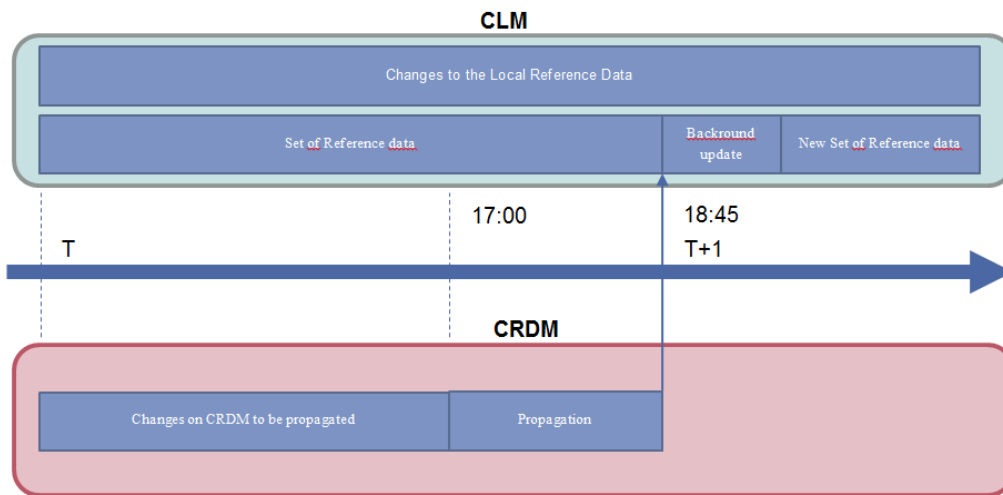 CLM
Changes to the Local Reference Data
Set of Reference data
Backround
update
New Set of Reference data
17:00
18:45
T
T+1
CRDM
Changes on CRDM to be propagated
Propagation